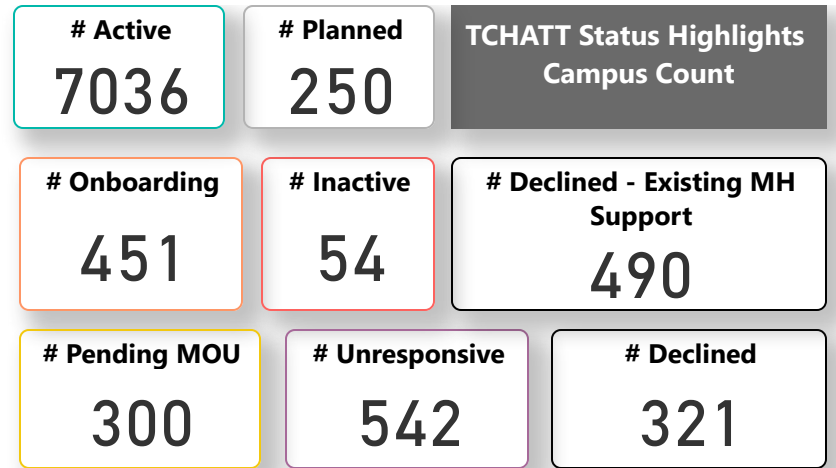 # Active
7036
# Planned
250
TCHATT Status Highlights
Campus Count
# Onboarding
451
# Inactive
54
# Declined - Existing MH
Support
490
# Pending MOU
300
# Unresponsive
542
# Declined
321